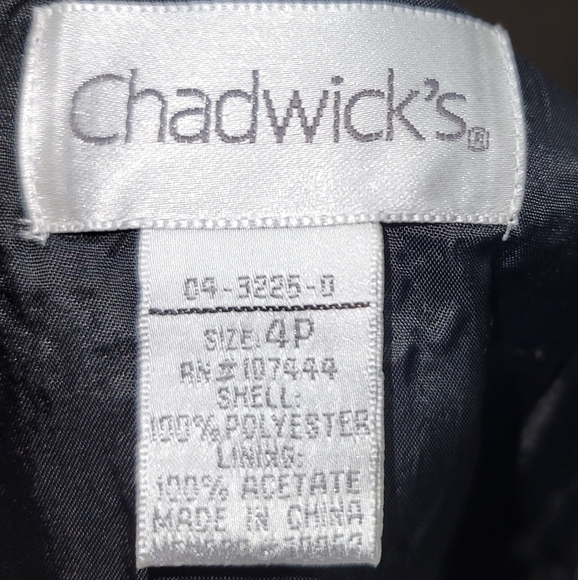 Chadwick's®
04-3225-0
SIZE: 4P
RN#107444
SHELL:
100% POLYESTER
LINING:
100% ACETATE
MADE IN CHINA